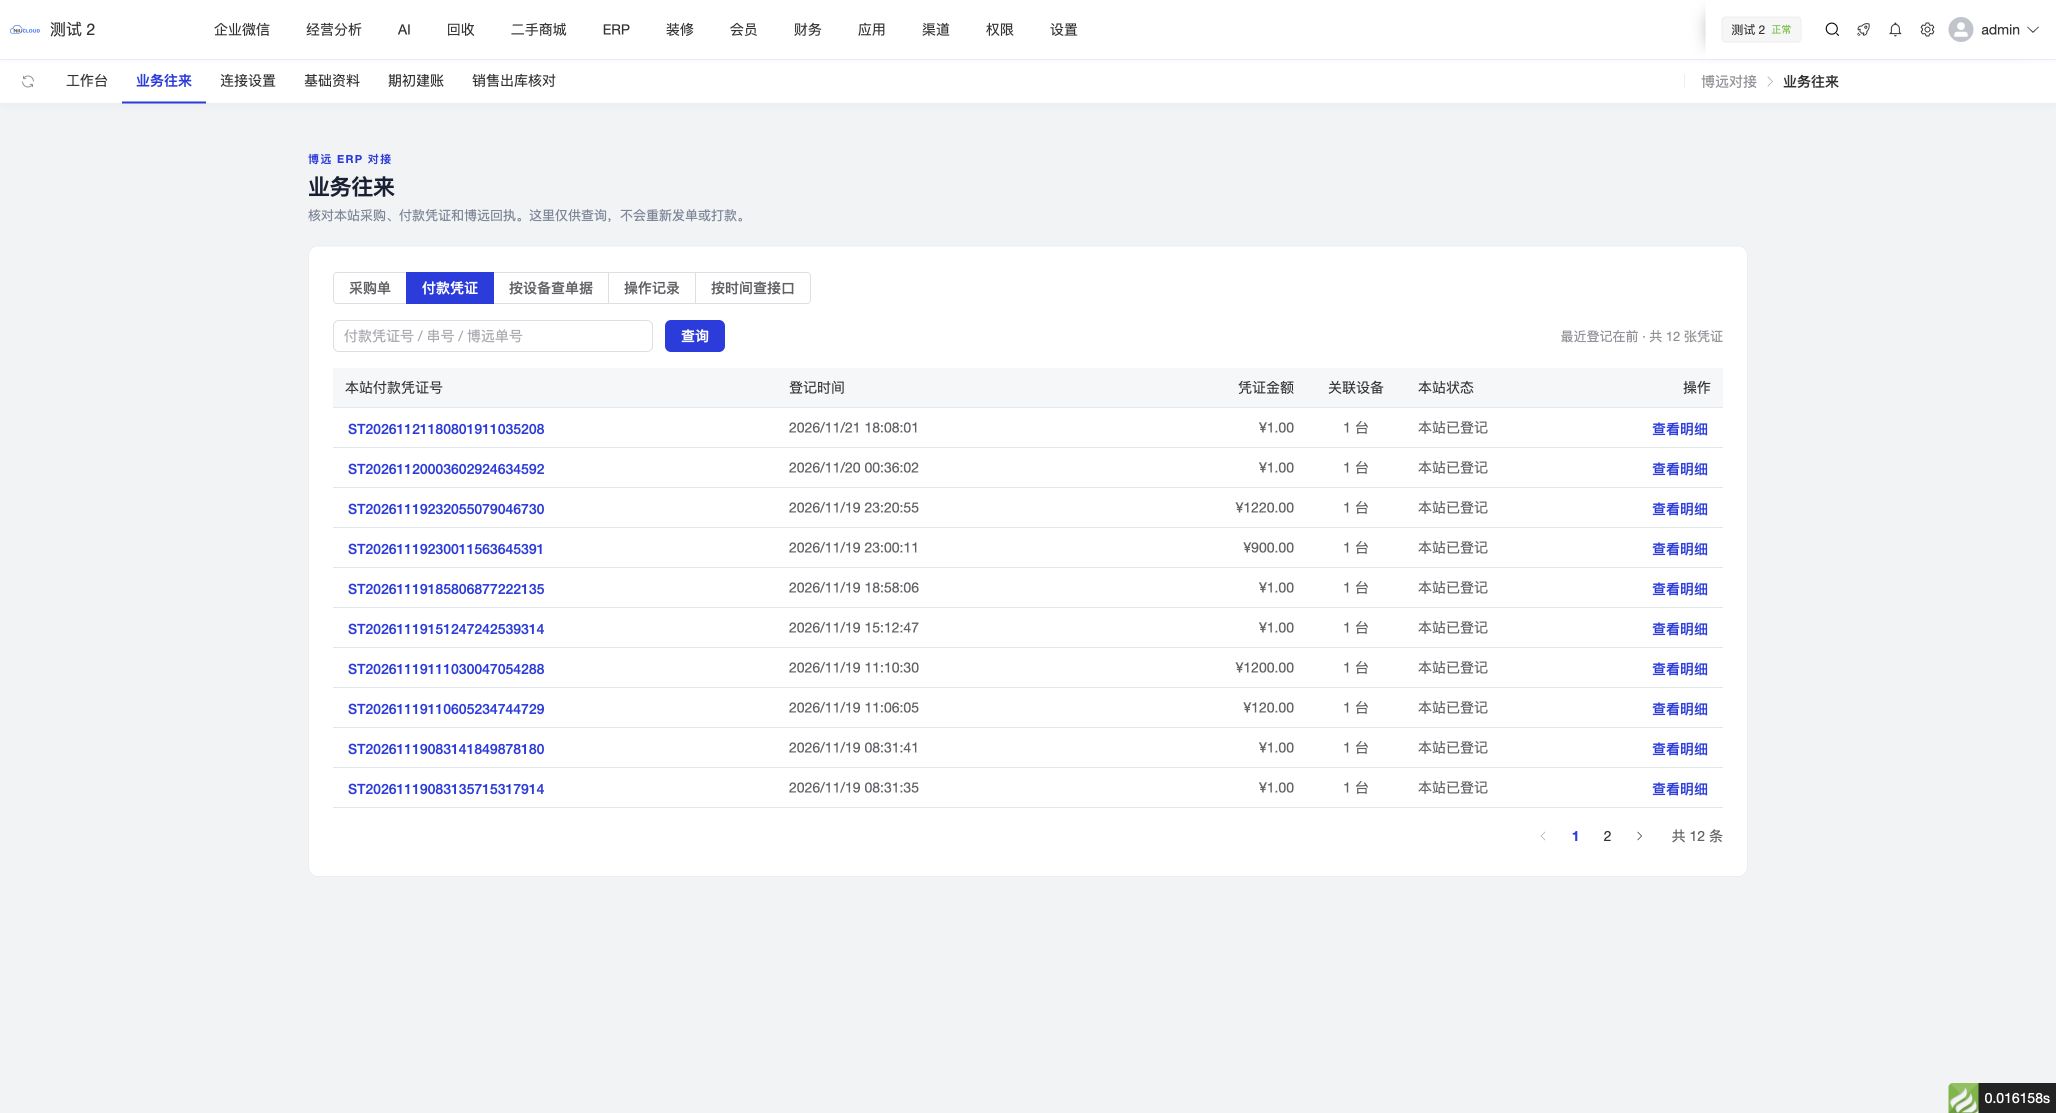 NIUCLOUD 测试 2 企业微信 经营分析 AI 回收 二手商城 ERP 装修 会员 财务 应用 渠道 权限 设置 测试 2 正常 admin
工作台 业务往来 连接设置 基础资料 期初建账 销售出库核对 博远对接 > 业务往来
博远 ERP 对接
业务往来
核对本站采购、付款凭证和博远回执。这里仅供查询，不会重新发单或打款。
采购单 付款凭证 按设备查单据 操作记录 按时间查接口
付款凭证号 / 串号 / 博远单号 查询 最近登记在前 · 共 12 张凭证
本站付款凭证号 登记时间 凭证金额 关联设备 本站状态 操作
ST20261121180801911035208 2026/11/21 18:08:01 ¥1.00 1 台 本站已登记 查看明细
ST20261120003602924634592 2026/11/20 00:36:02 ¥1.00 1 台 本站已登记 查看明细
ST20261119232055079046730 2026/11/19 23:20:55 ¥1220.00 1 台 本站已登记 查看明细
ST20261119230011563645391 2026/11/19 23:00:11 ¥900.00 1 台 本站已登记 查看明细
ST20261119185806877222135 2026/11/19 18:58:06 ¥1.00 1 台 本站已登记 查看明细
ST20261119151247242539314 2026/11/19 15:12:47 ¥1.00 1 台 本站已登记 查看明细
ST20261119111030047054288 2026/11/19 11:10:30 ¥1200.00 1 台 本站已登记 查看明细
ST20261119110605234744729 2026/11/19 11:06:05 ¥120.00 1 台 本站已登记 查看明细
ST20261119083141849878180 2026/11/19 08:31:41 ¥1.00 1 台 本站已登记 查看明细
ST20261119083135715317914 2026/11/19 08:31:35 ¥1.00 1 台 本站已登记 查看明细
< 1 2 > 共 12 条
0.016158s